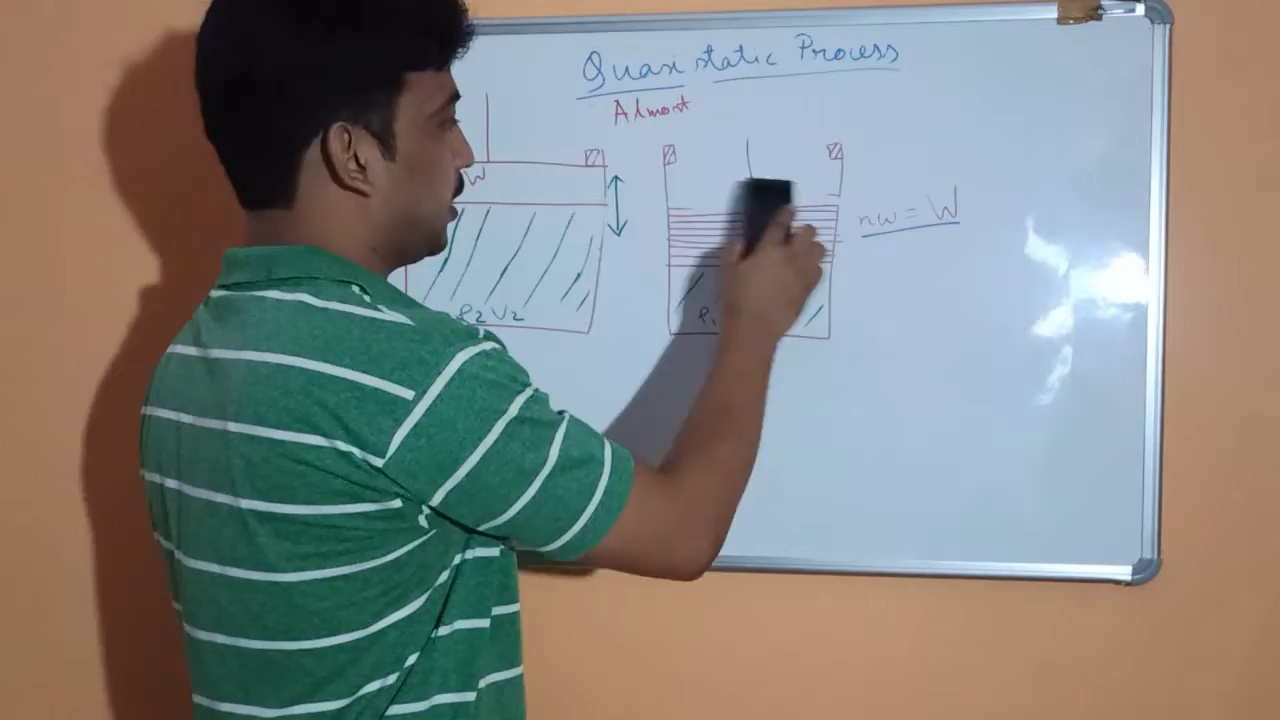 Quasistatic Process
Almost
W
nw = W
P2 V2
P1